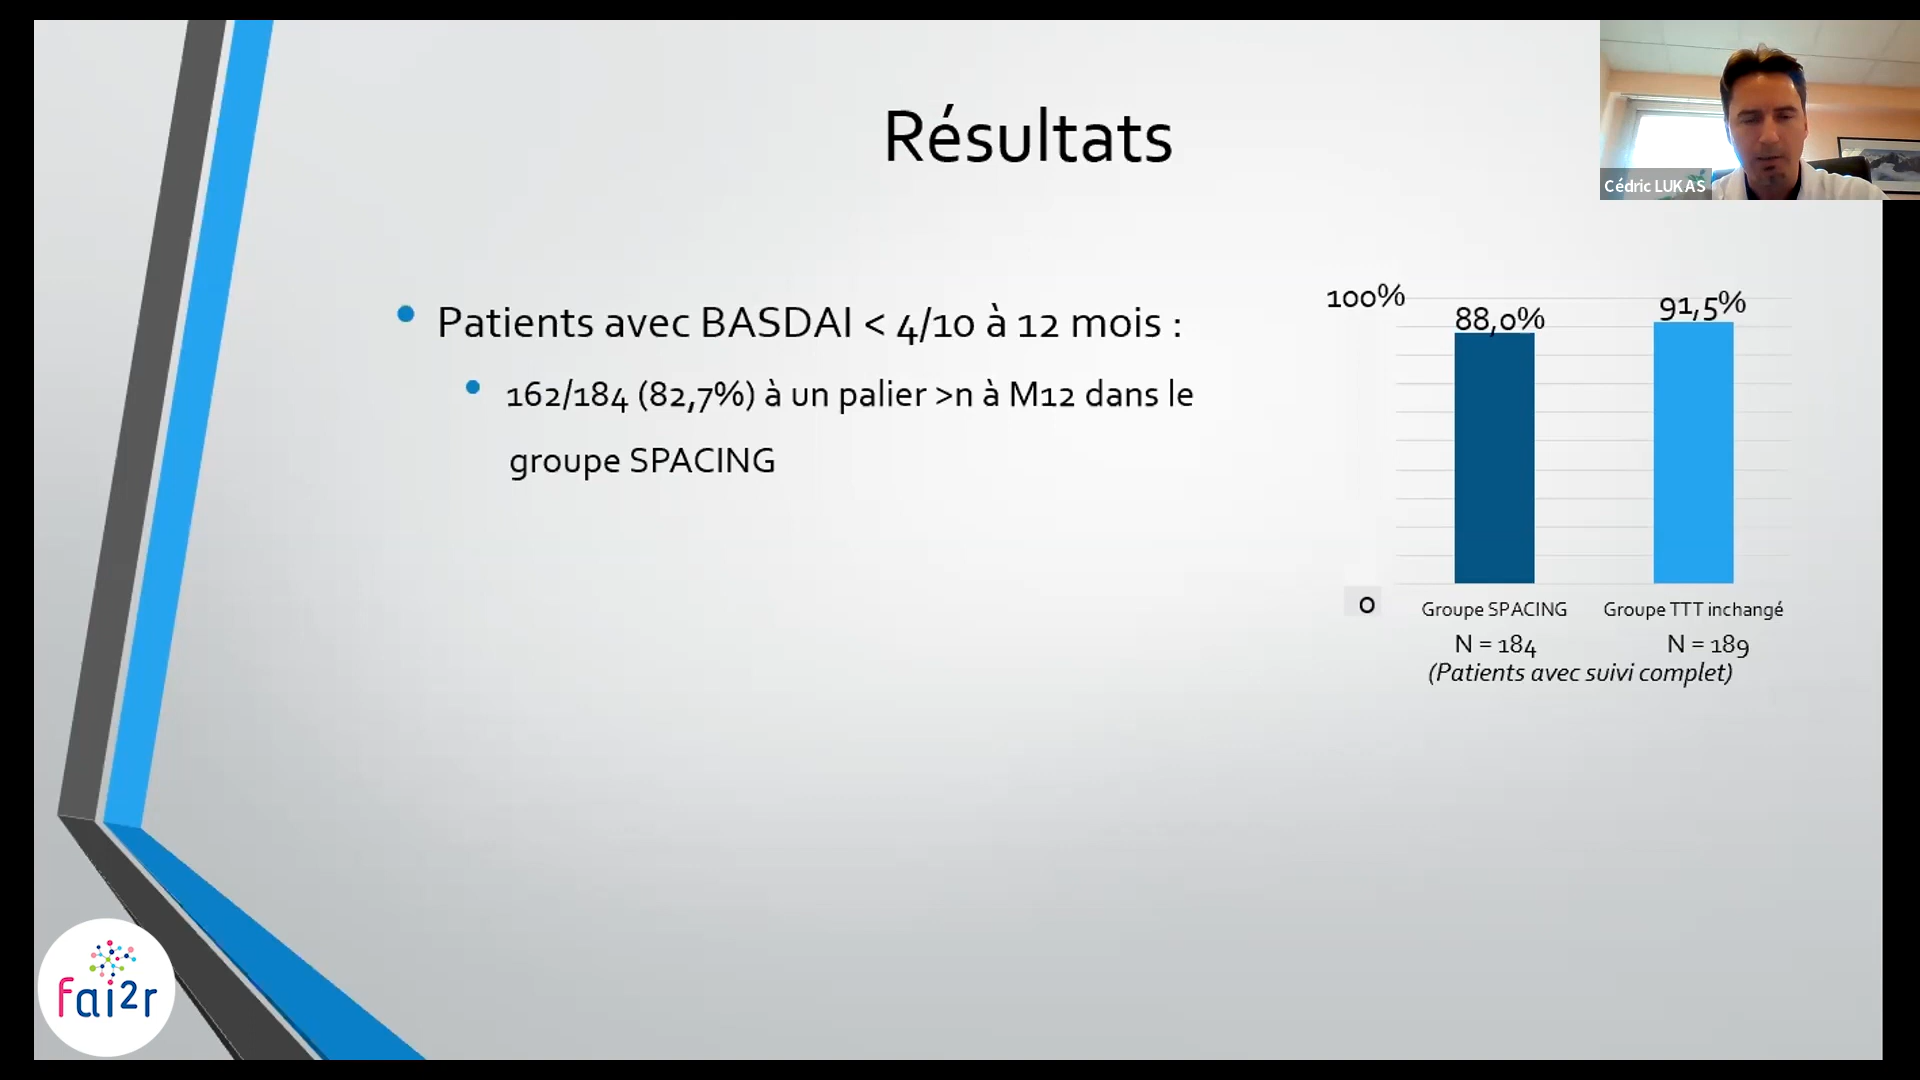 Résultats
Cédric LUKAS
Patients avec BASDAI < 4/10 à 12 mois :
162/184 (82,7%) à un palier >n à M12 dans le
groupe SPACING
100%
88,0%
91,5%
0
Groupe SPACING
Groupe TTT inchangé
N = 184
N = 189
(Patients avec suivi complet)
fai2r